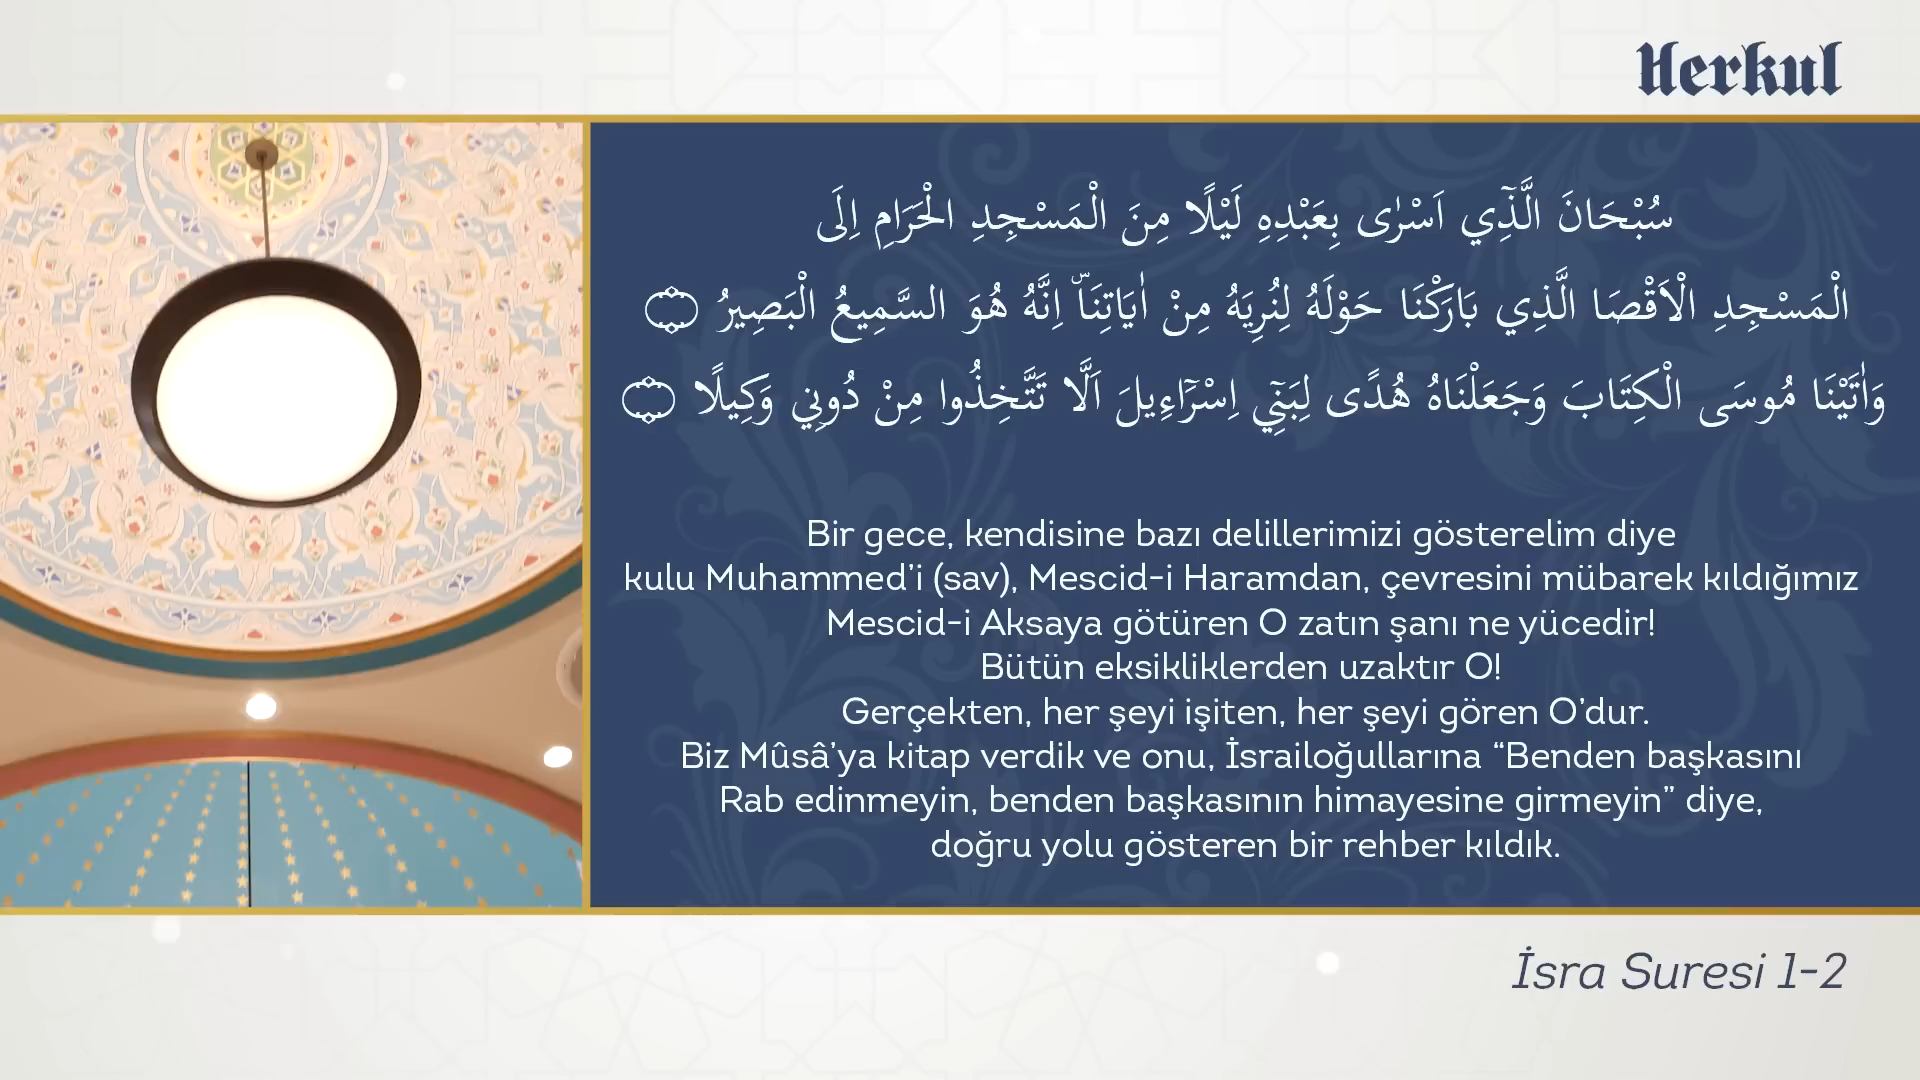 Herkul
سُبْحَانَ الَّذ۪ٓي اَسْرٰى بِعَبْدِه۪ لَيْلًا مِنَ الْمَسْجِدِ الْحَرَامِ اِلَى
الْمَسْجِدِ الْاَقْصَا الَّذ۪ي بَارَكْنَا حَوْلَهُ لِنُرِيَهُ مِنْ اٰيَاتِنَاۜ اِنَّهُ هُوَ السَّم۪يعُ الْبَص۪يرُ ۝
وَاٰتَيْنَا مُوسَى الْكِتَابَ وَجَعَلْنَاهُ هُدًى لِبَن۪ٓي اِسْرَٓاء۪يلَ اَلَّا تَتَّخِذُوا مِنْ دُون۪ي وَك۪يلًا ۝
Bir gece, kendisine bazı delillerimizi gösterelim diye
kulu Muhammed’i (sav), Mescid-i Haramdan, çevresini mübarek kıldığımız
Mescid-i Aksaya götüren O zatın şanı ne yücedir!
Bütün eksikliklerden uzaktır O!
Gerçekten, her şeyi işiten, her şeyi gören O’dur.
Biz Mûsâ’ya kitap verdik ve onu, İsrailoğullarına “Benden başkasını
Rab edinmeyin, benden başkasının himayesine girmeyin” diye,
doğru yolu gösteren bir rehber kıldık.
İsra Suresi 1-2